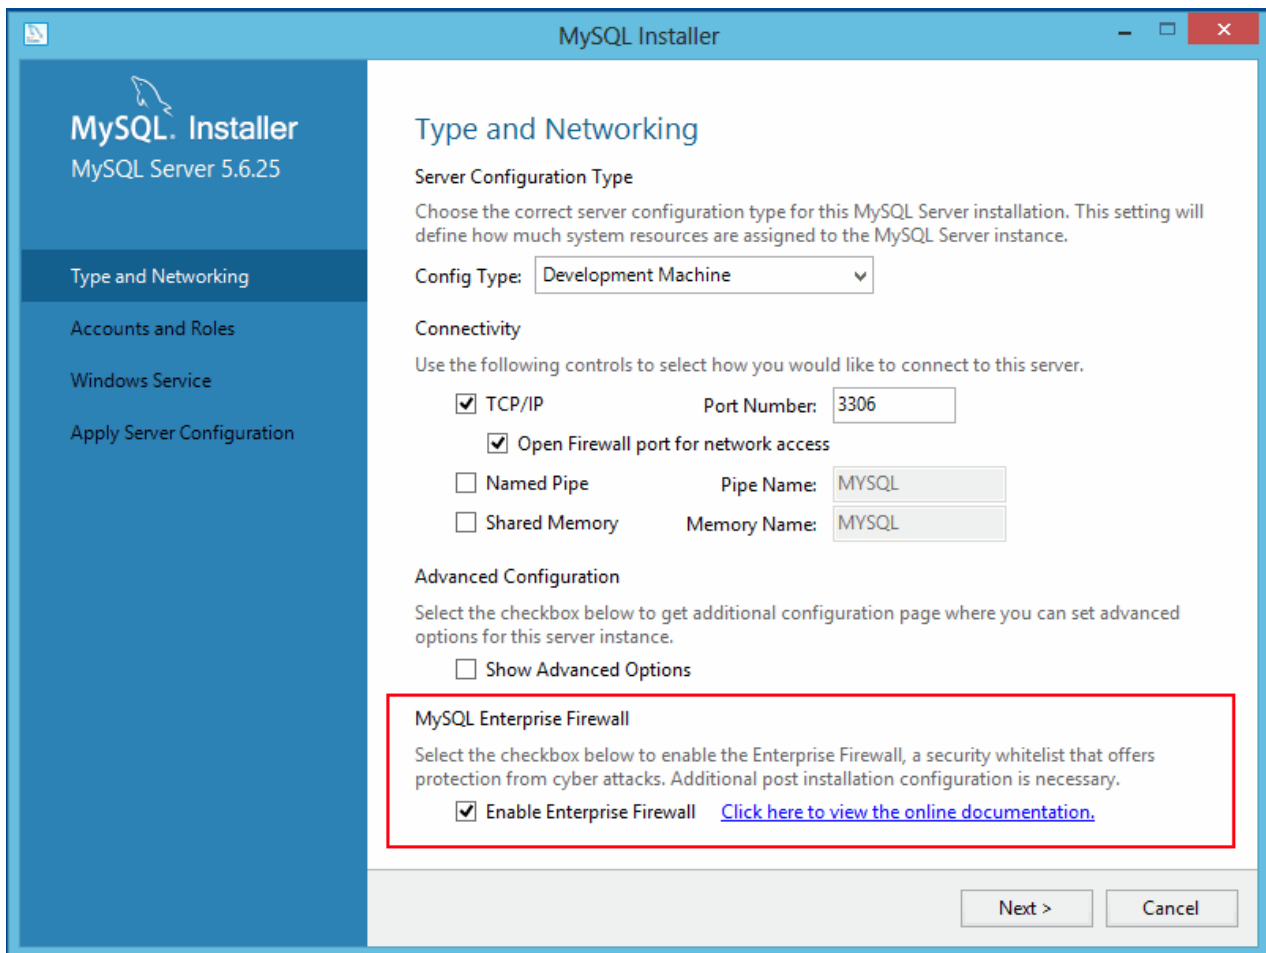 MySQL Installer
MySQL. Installer
MySQL Server 5.6.25
Type and Networking
Accounts and Roles
Windows Service
Apply Server Configuration
Type and Networking
Server Configuration Type
Choose the correct server configuration type for this MySQL Server installation. This setting will
define how much system resources are assigned to the MySQL Server instance.
Config Type: Development Machine
Connectivity
Use the following controls to select how you would like to connect to this server.
TCP/IP Port Number: 3306
Open Firewall port for network access
Named Pipe Pipe Name: MYSQL
Shared Memory Memory Name: MYSQL
Advanced Configuration
Select the checkbox below to get additional configuration page where you can set advanced
options for this server instance.
Show Advanced Options
MySQL Enterprise Firewall
Select the checkbox below to enable the Enterprise Firewall, a security whitelist that offers
protection from cyber attacks. Additional post installation configuration is necessary.
Enable Enterprise Firewall Click here to view the online documentation.
Next > Cancel